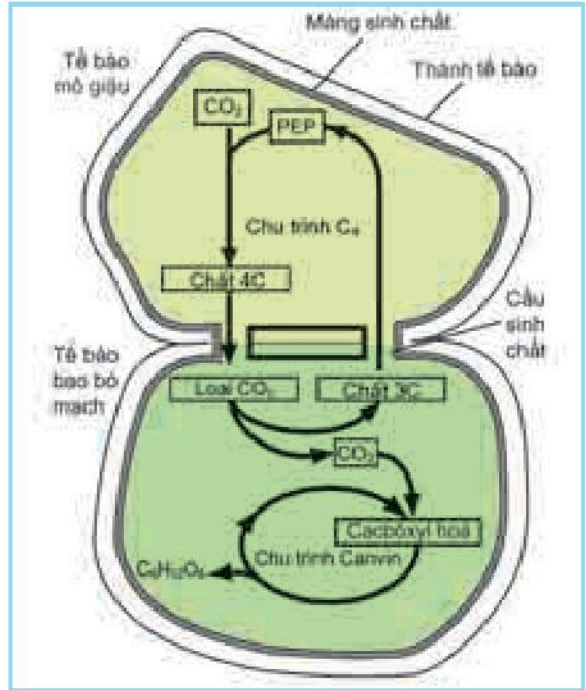 Màng sinh chất
Tế bào
mô giậu
Thành tế bào
CO₂
PEP
Chu trình C₄
Chất 4C
Cầu
sinh
chất
Tế bào
bao bó
mạch
Loại CO₂
Chất 3C
CO₂
Cacbôxyl hoá
Chu trình Canvin
C₆H₁₂O₆